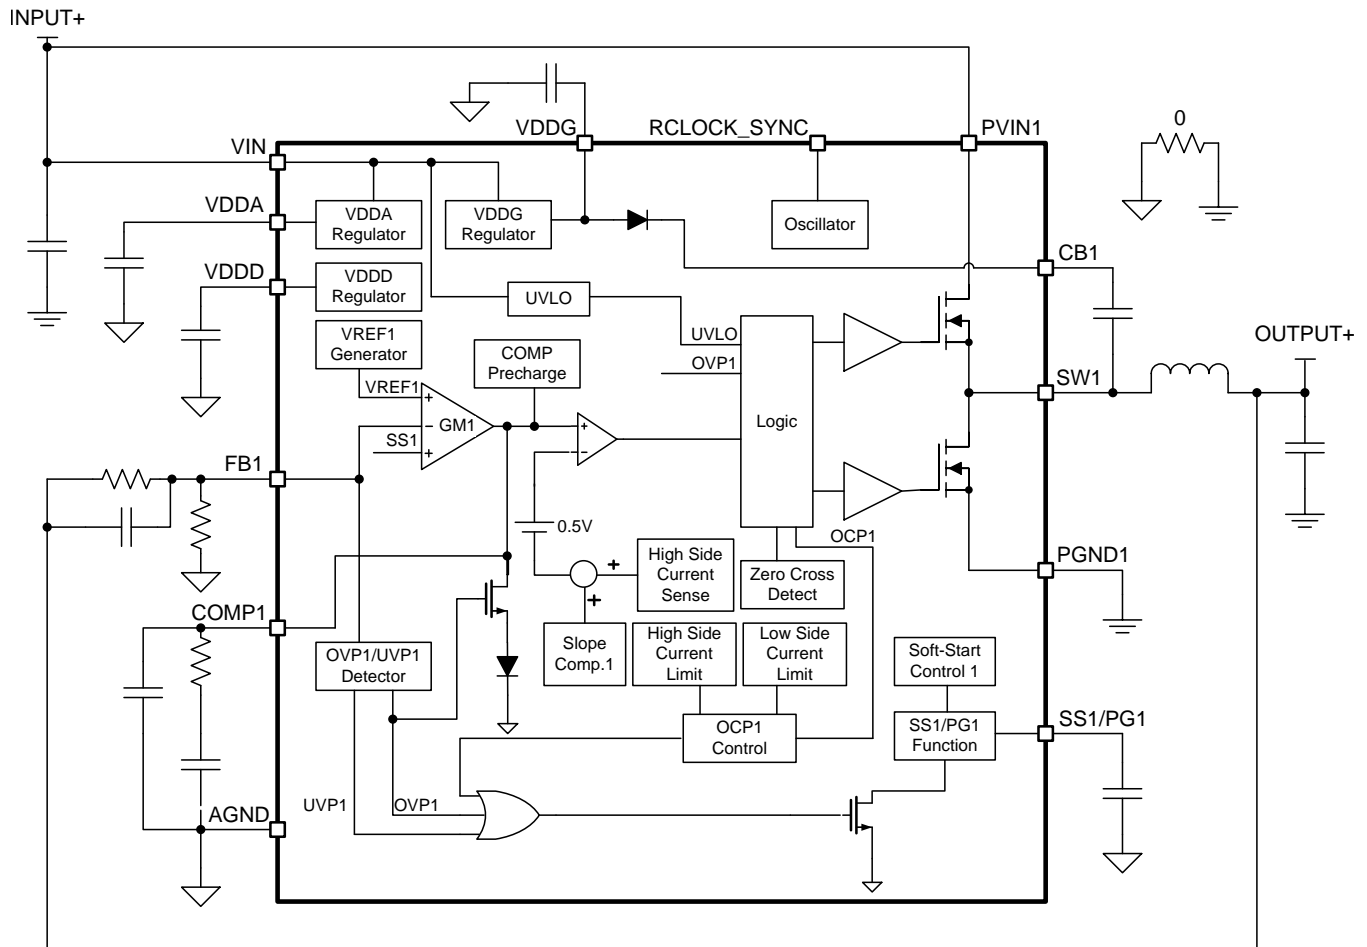 INPUT+
0
VDDG
RCLOCK_SYNC
PVIN1
VIN
VDDA
VDDA
Regulator
VDDG
Regulator
Oscillator
CB1
VDDD
VDDD
Regulator
UVLO
VREF1
Generator
COMP
Precharge
UVLO
OVP1
OUTPUT+
VREF1
+
−
GM1
SS1
+
+
−
Logic
SW1
FB1
0.5V
OCP1
High Side
Current
Sense
+
+
Zero Cross
Detect
PGND1
COMP1
Slope
Comp.1
High Side
Current
Limit
Low Side
Current
Limit
OVP1/UVP1
Detector
Soft-Start
Control 1
OCP1
Control
SS1/PG1
Function
SS1/PG1
UVP1
OVP1
AGND